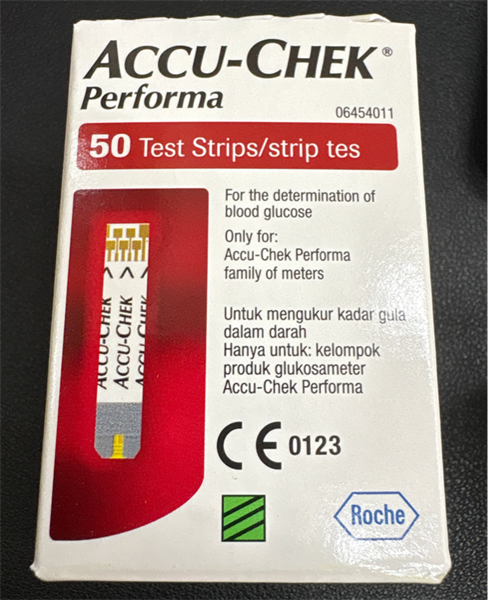 ACCU-CHEK®
Performa
06454011
50 Test Strips/strip tes
For the determination of
blood glucose
Only for:
Accu-Chek Performa
family of meters
ACCU-CHEK
ACCU-CHEK
ACCU-CHEK
Untuk mengukur kadar gula
dalam darah
Hanya untuk: kelompok
produk glukosameter
Accu-Chek Performa
CE 0123
Roche